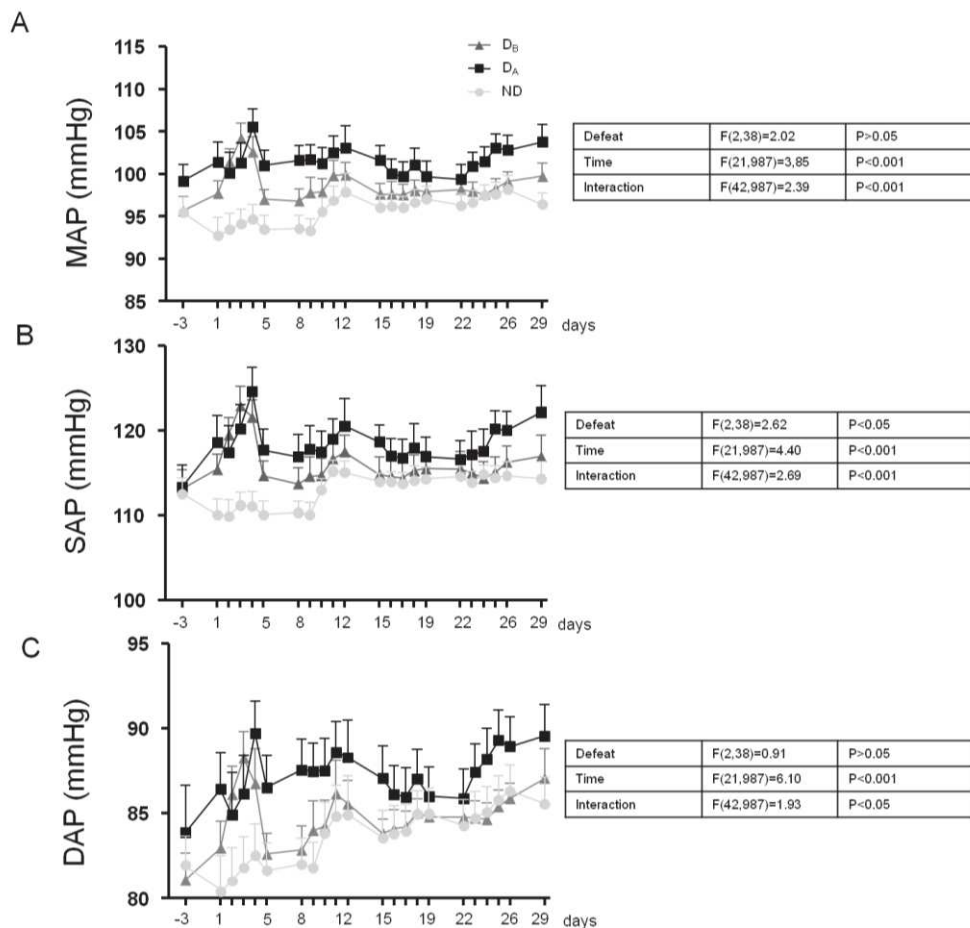 A
MAP (mmHg)
115
110
105
100
95
90
85
-3 1 5 8 12 15 19 22 26 29 days
D_B
D_A
ND
Defeat F(2,38)=2.02 P>0.05
Time F(21,987)=3,85 P<0.001
Interaction F(42,987)=2.39 P<0.001
B
SAP (mmHg)
130
120
110
100
-3 1 5 8 12 15 19 22 26 29 days
Defeat F(2,38)=2.62 P<0.05
Time F(21,987)=4.40 P<0.001
Interaction F(42,987)=2.69 P<0.001
C
DAP (mmHg)
95
90
85
80
-3 1 5 8 12 15 19 22 26 29 days
Defeat F(2,38)=0.91 P>0.05
Time F(21,987)=6.10 P<0.001
Interaction F(42,987)=1.93 P<0.05